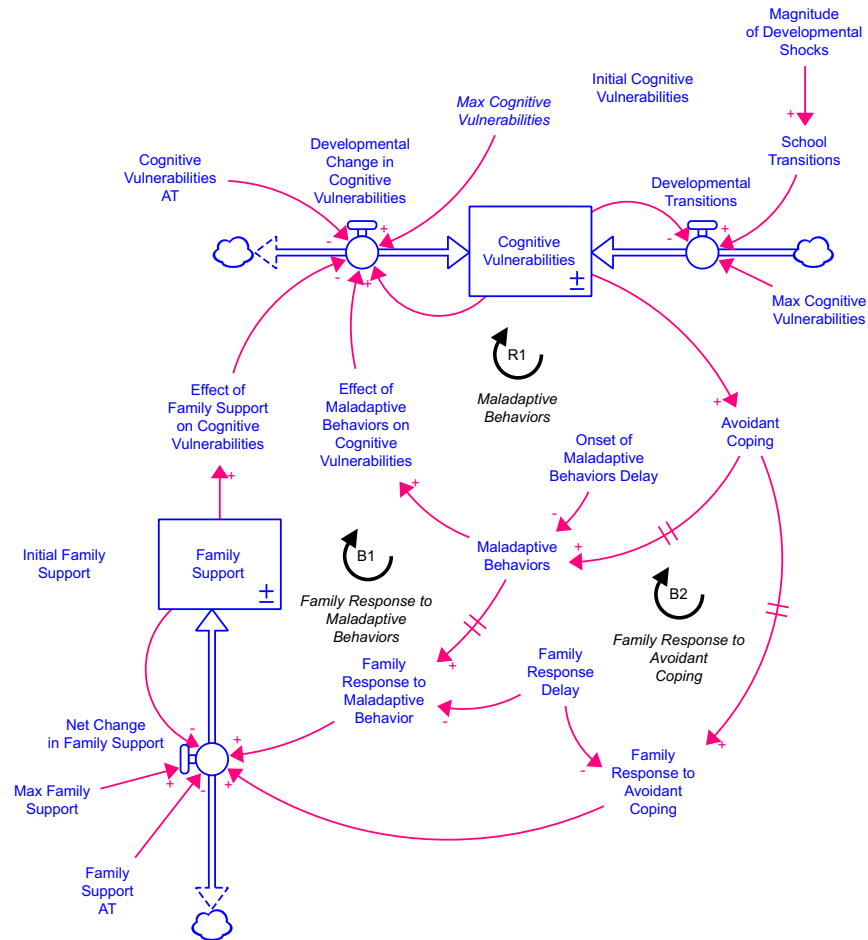 Magnitude
of Developmental
Shocks
Initial Cognitive
Vulnerabilities
Max Cognitive
Vulnerabilities
Developmental
Change in
Cognitive
Vulnerabilities
Cognitive
Vulnerabilities
AT
School
Transitions
Developmental
Transitions
+
+
+
-
-
-
+
+
Cognitive
Vulnerabilities
±
Max Cognitive
Vulnerabilities
R1
Maladaptive
Behaviors
Effect of
Family Support
on Cognitive
Vulnerabilities
Effect of
Maladaptive
Behaviors on
Cognitive
Vulnerabilities
+
Avoidant
Coping
Onset of
Maladaptive
Behaviors Delay
+
+
-
+
Maladaptive
Behaviors
Initial Family
Support
Family
Support
±
B1
Family Response to
Maladaptive
Behaviors
B2
Family Response to
Avoidant
Coping
+
Family
Response to
Maladaptive
Behavior
Family
Response
Delay
-
-
+
Net Change
in Family Support
-
+
Family
Response to
Avoidant
Coping
Max Family
Support
+
-
+
Family
Support
AT